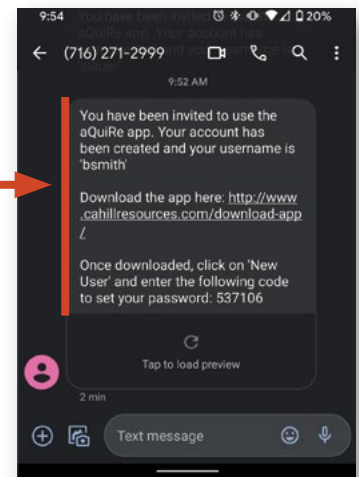 9:54 20%
(716) 271-2999
9:52 AM
You have been invited to use the
aQuiRe app. Your account has
been created and your username is
'bsmith'
Download the app here: http://www
.cahillresources.com/download-app
/
Once downloaded, click on 'New
User' and enter the following code
to set your password: 537106
Tap to load preview
2 min
Text message